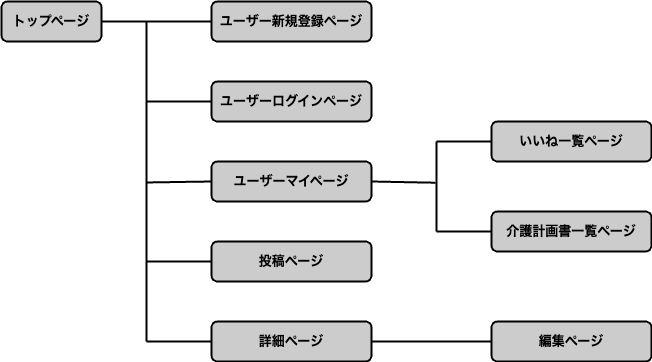 トップページ
ユーザー新規登録ページ
ユーザーログインページ
いいね一覧ページ
ユーザーマイページ
介護計画書一覧ページ
投稿ページ
詳細ページ
編集ページ